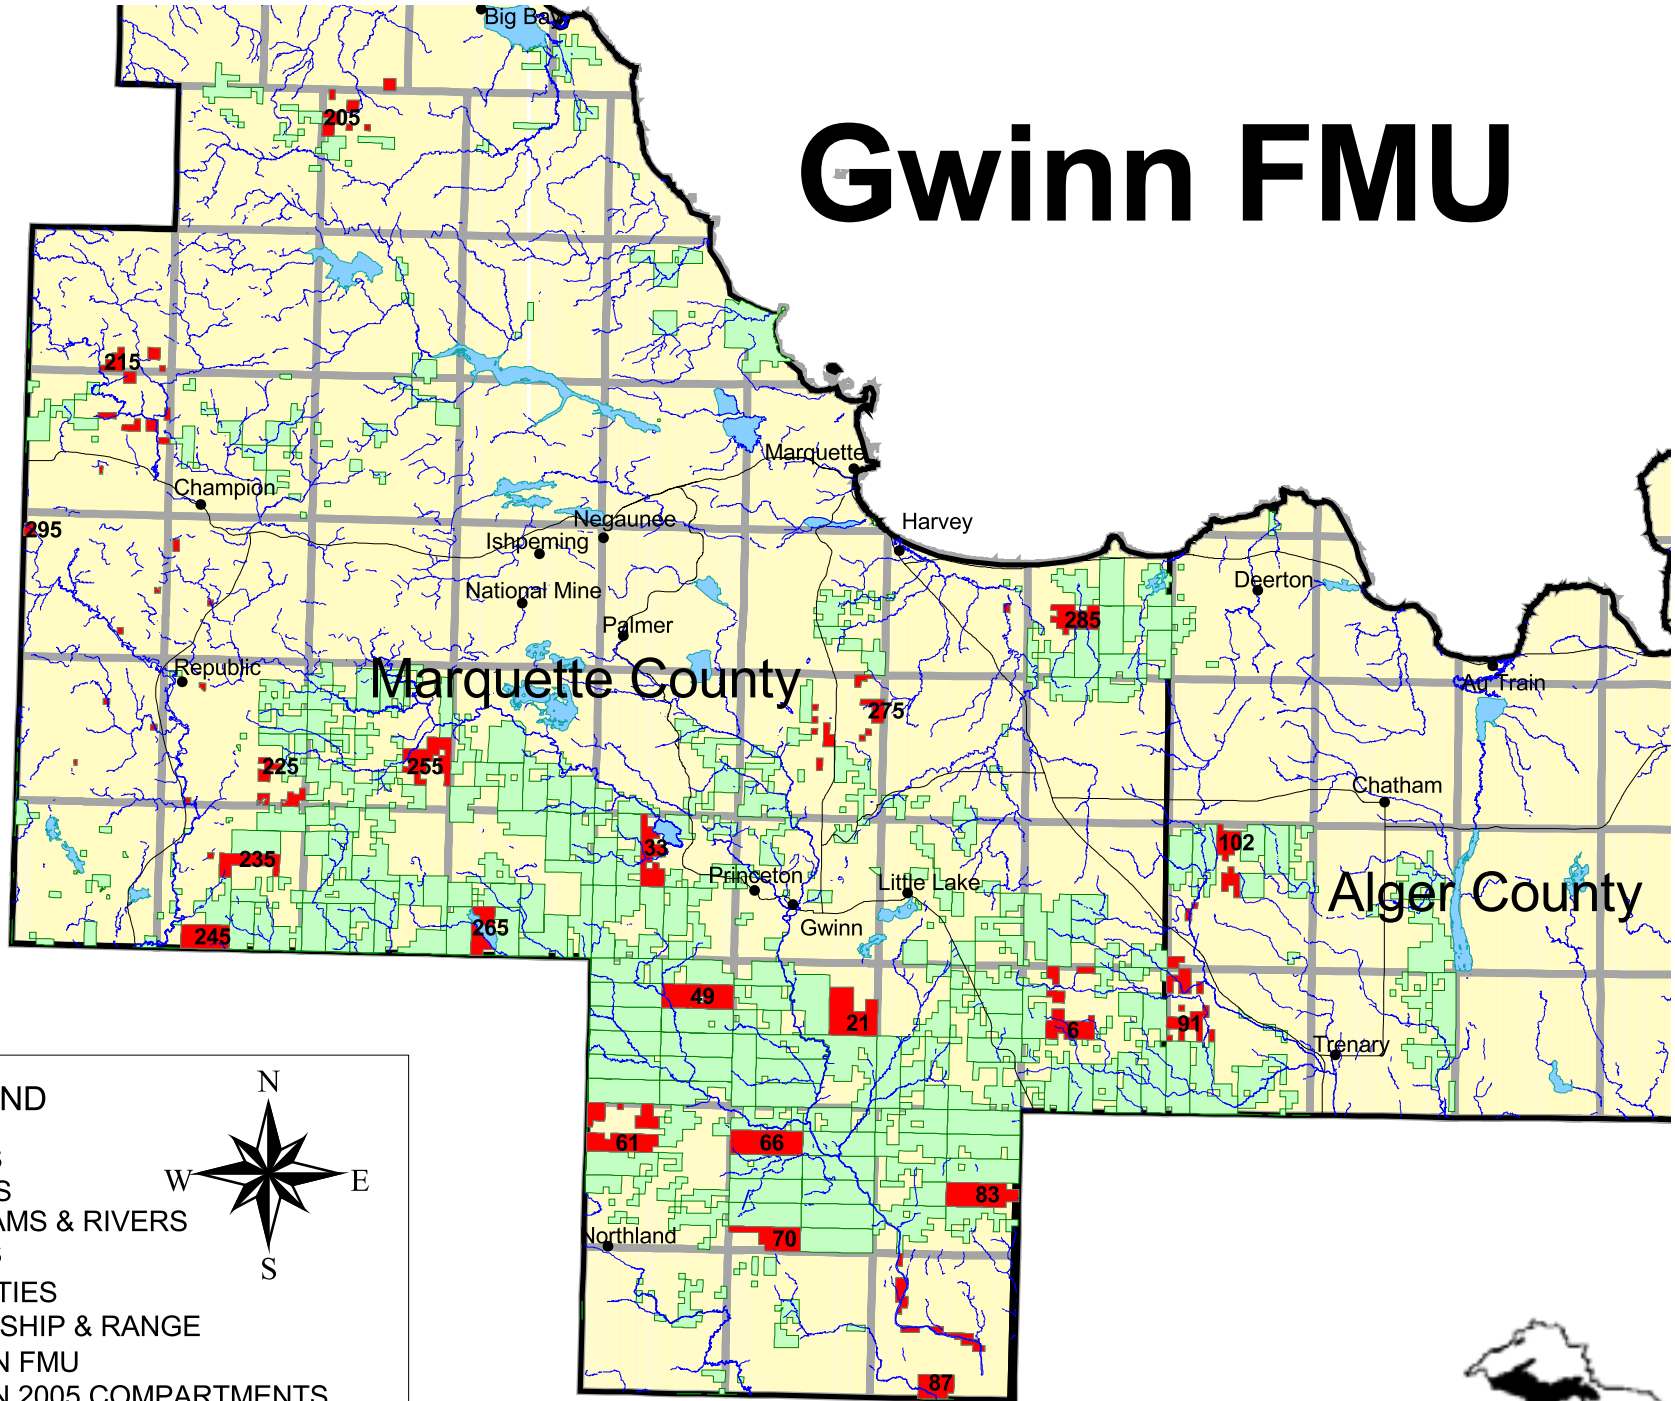 Big Bay
Gwinn FMU
205
215
Marquette
Champion
295
Negaunee
Harvey
Ishpeming
National Mine
Deerton
285
Palmer
Republic
Marquette County
Au Train
275
225
255
Chatham
33
102
235
Princeton
Little Lake
Alger County
265
Gwinn
245
49
21
6
91
Trenary
61
66
83
Northland
70
87
N
W
E
S
ND
S
S
AMS & RIVERS
S
TIES
SHIP & RANGE
N FMU
N 2005 COMPARTMENTS